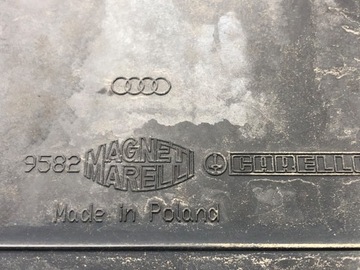 9582 MAGNETI MARELLI CARELLO
Made in Poland